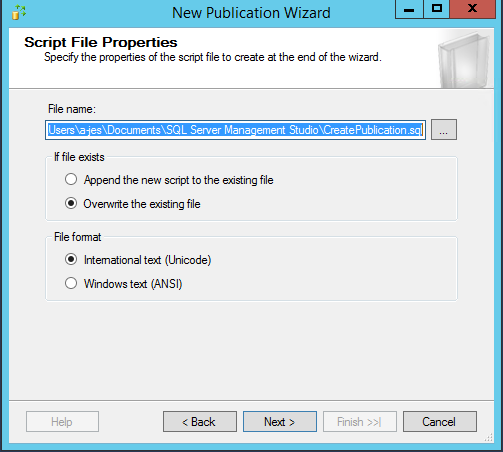 New Publication Wizard
Script File Properties
Specify the properties of the script file to create at the end of the wizard.
File name:
Users\a-jes\Documents\SQL Server Management Studio\CreatePublication.sql
...
If file exists
Append the new script to the existing file
Overwrite the existing file
File format
International text (Unicode)
Windows text (ANSI)
Help
< Back
Next >
Finish >>|
Cancel